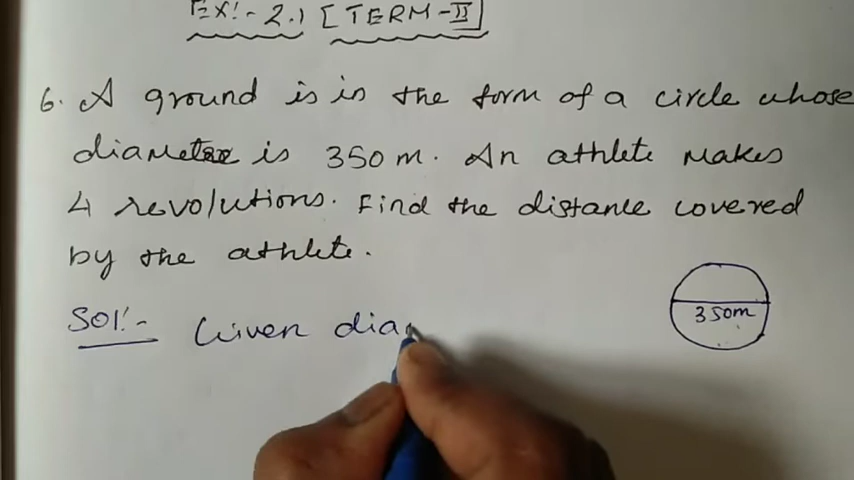 Ex:- 2.1 [TERM-II]
6. A ground is in the form of a circle whose
diameter is 350 m. An athlete makes
4 revolutions. Find the distance covered
by the athlete.
350m
Sol:- Given dia